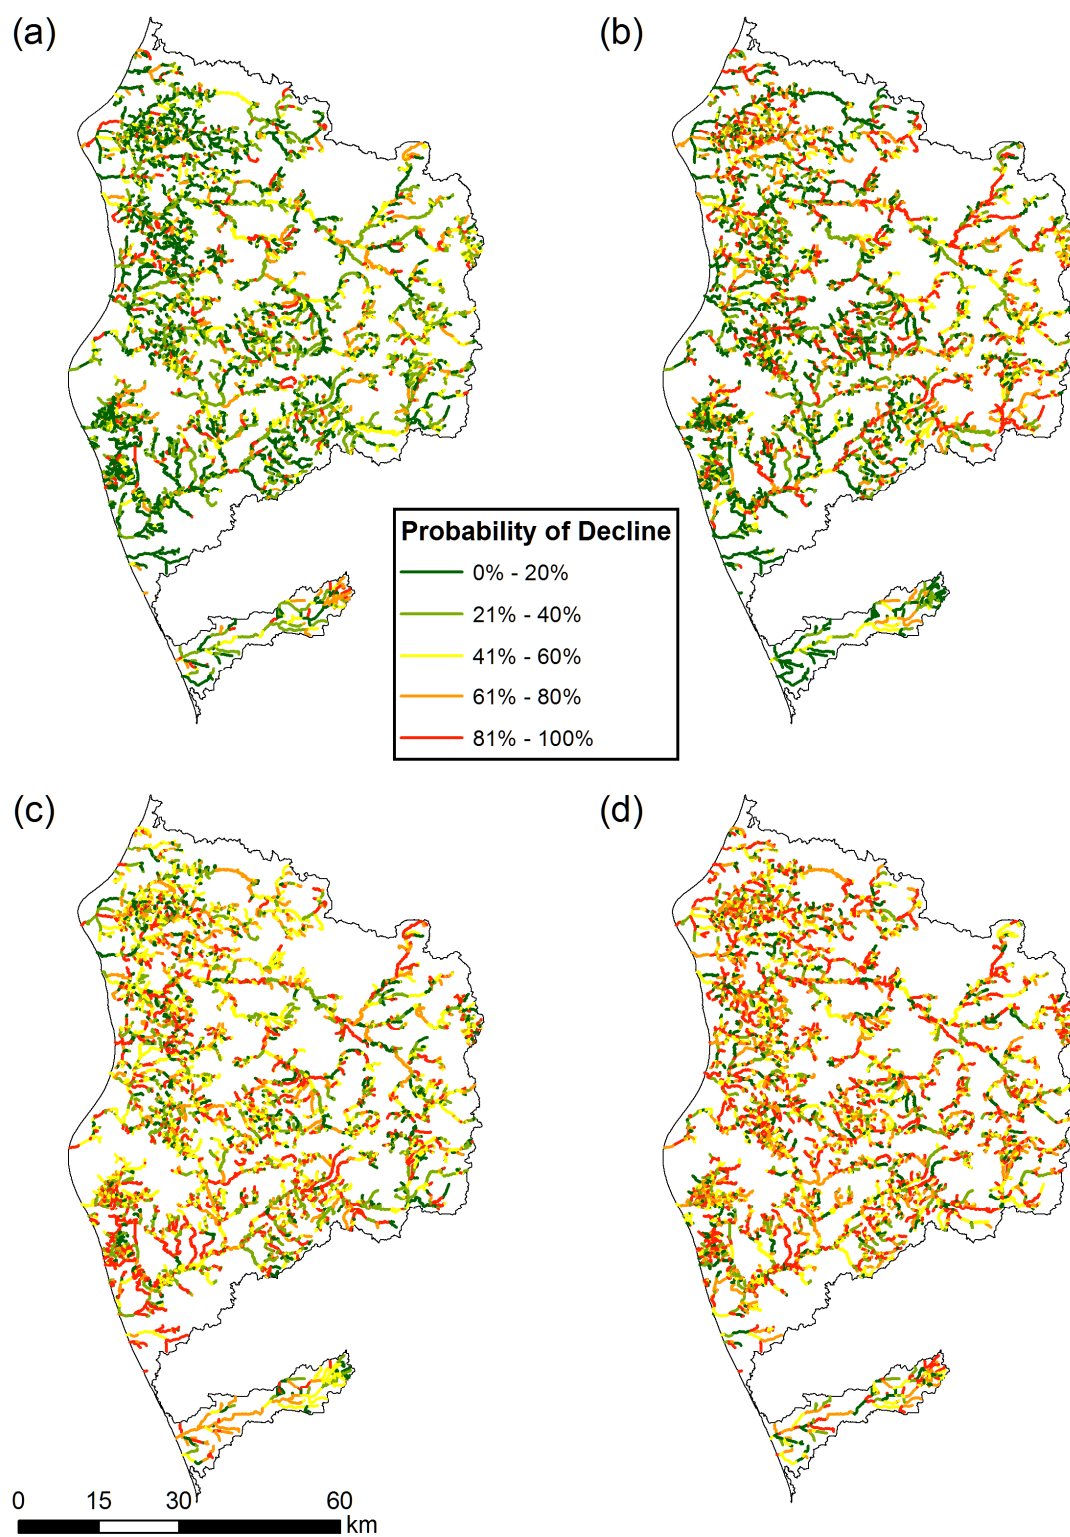 (a)
(b)
Probability of Decline
0% - 20%
21% - 40%
41% - 60%
61% - 80%
81% - 100%
(c)
(d)
0 15 30 60
km